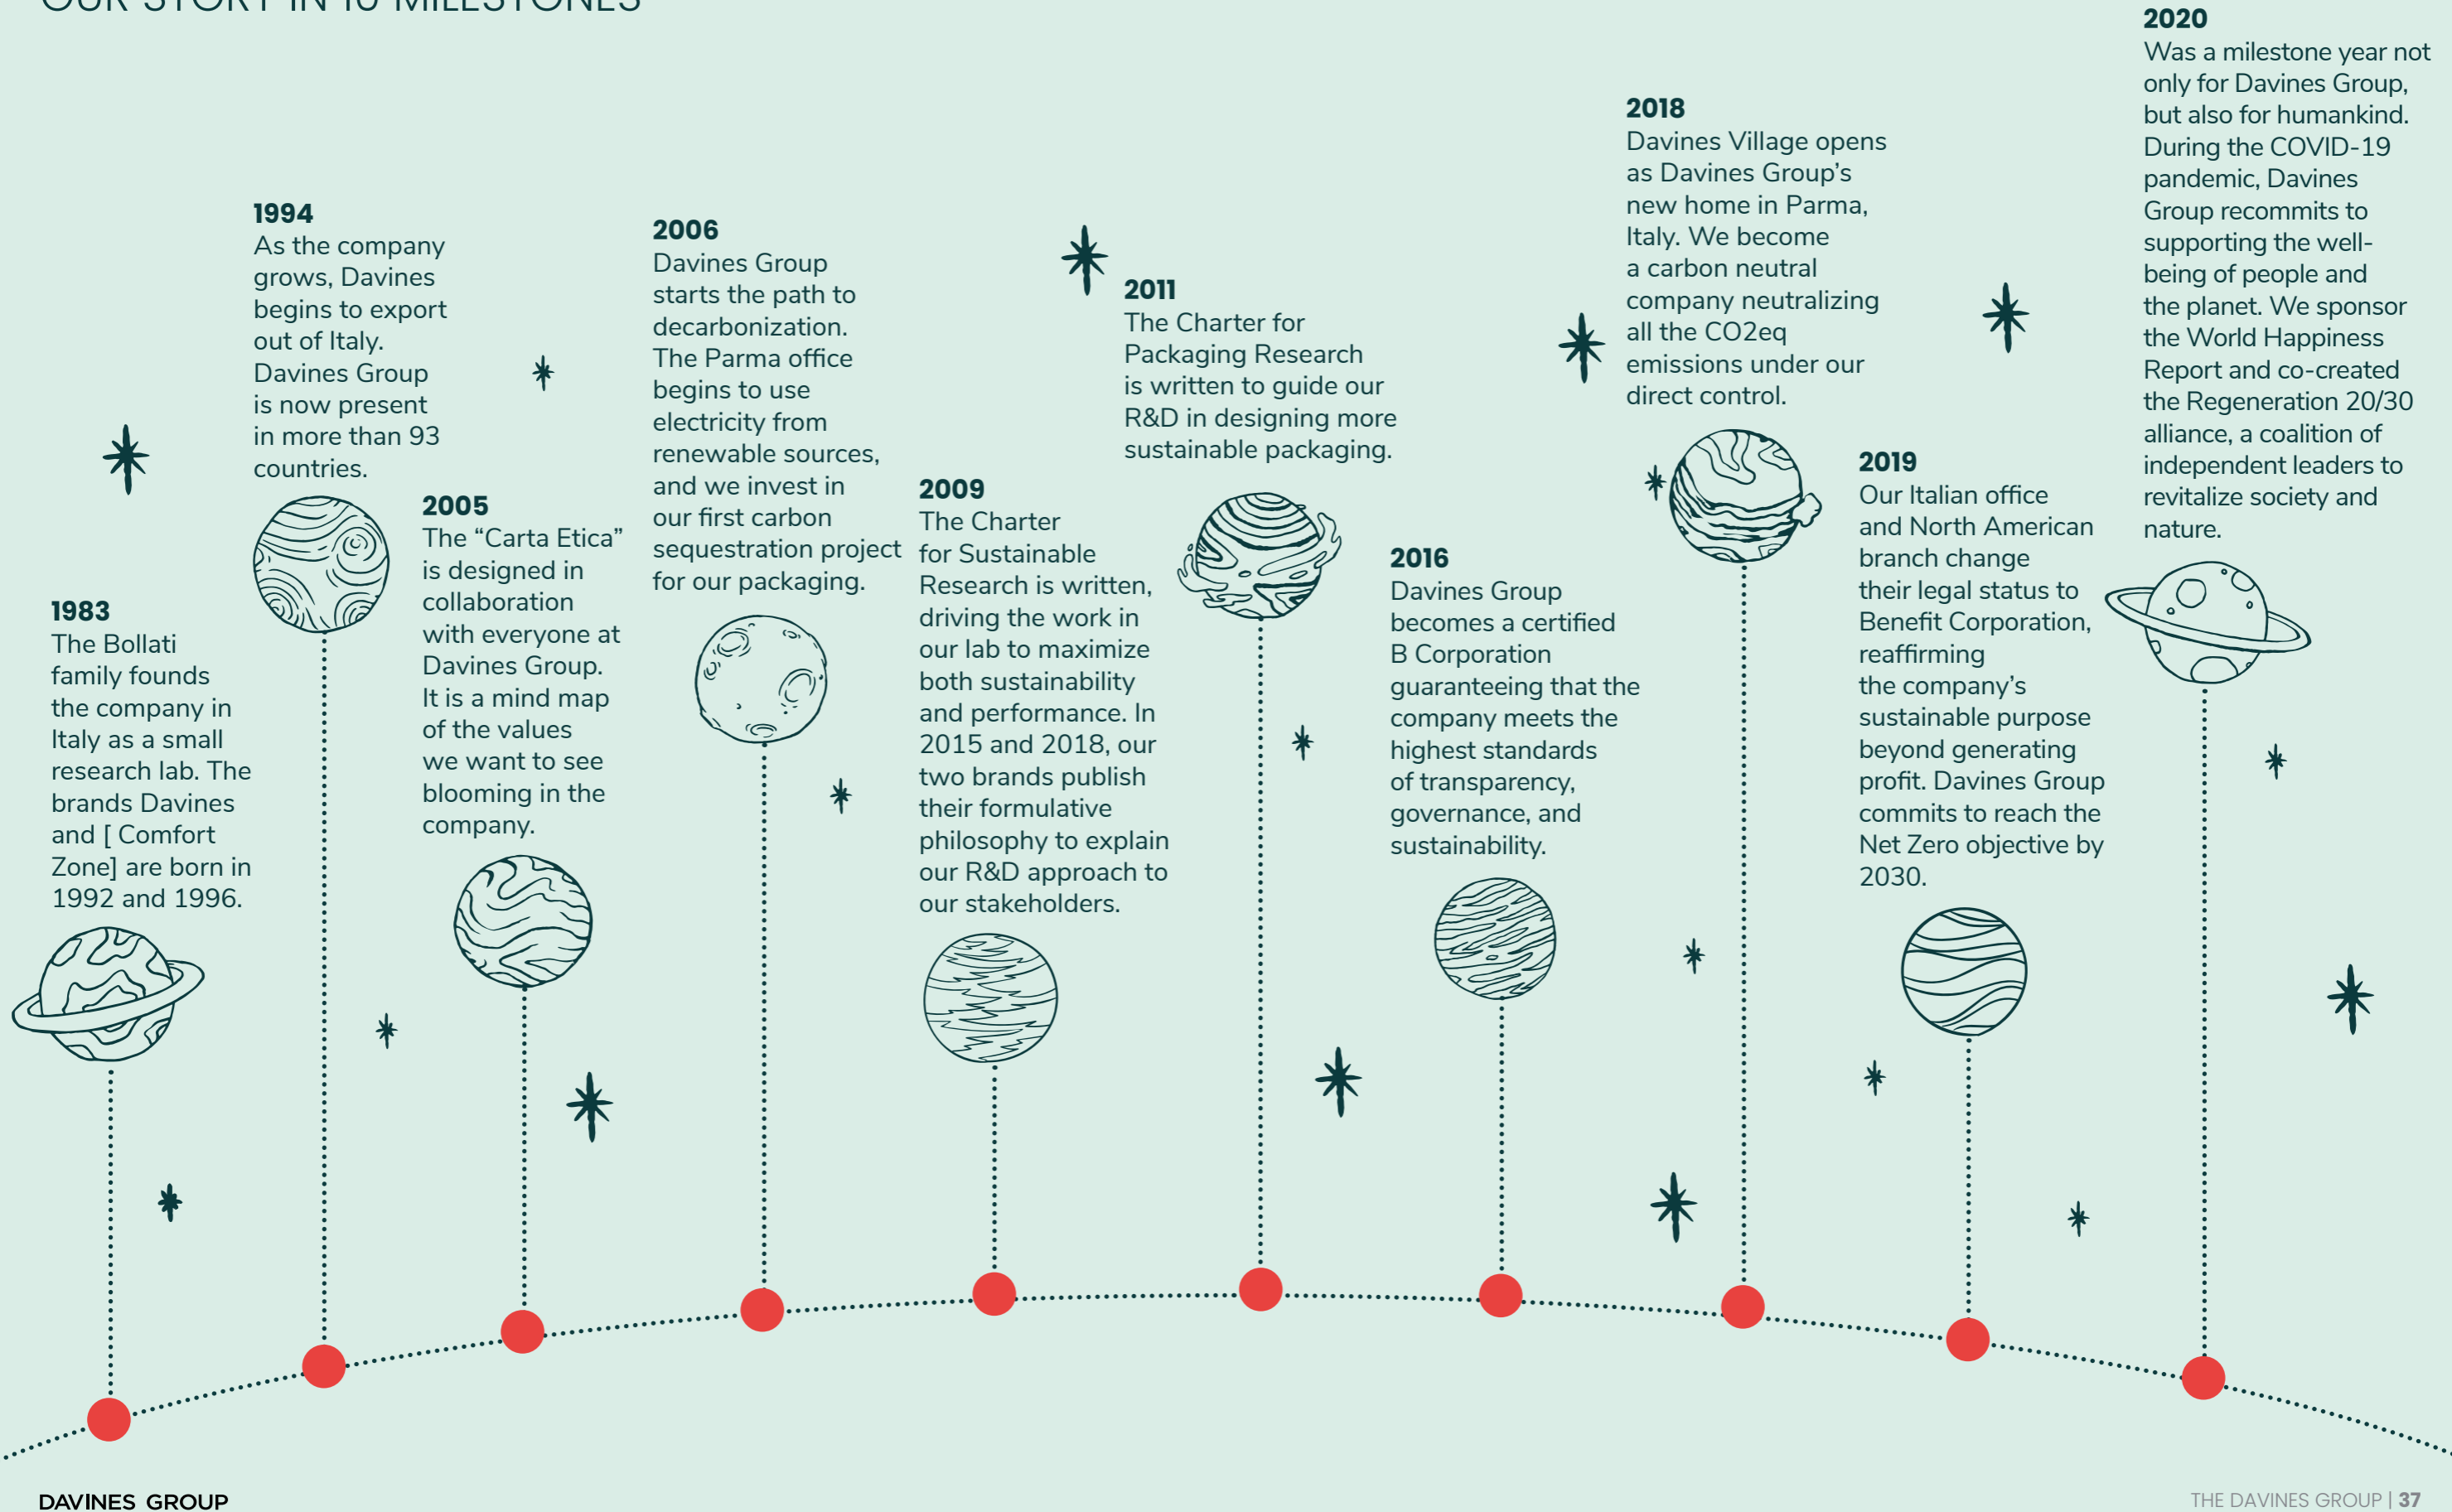 OUR STORY IN 10 MILESTONES
1983
The Bollati
family founds
the company in
Italy as a small
research lab. The
brands Davines
and [ Comfort
Zone] are born in
1992 and 1996.
1994
As the company
grows, Davines
begins to export
out of Italy.
Davines Group
is now present
in more than 93
countries.
2005
The “Carta Etica”
is designed in
collaboration
with everyone at
Davines Group.
It is a mind map
of the values
we want to see
blooming in the
company.
2006
Davines Group
starts the path to
decarbonization.
The Parma office
begins to use
electricity from
renewable sources,
and we invest in
our first carbon
sequestration project
for our packaging.
2009
The Charter
for Sustainable
Research is written,
driving the work in
our lab to maximize
both sustainability
and performance. In
2015 and 2018, our
two brands publish
their formulative
philosophy to explain
our R&D approach to
our stakeholders.
2011
The Charter for
Packaging Research
is written to guide our
R&D in designing more
sustainable packaging.
2016
Davines Group
becomes a certified
B Corporation
guaranteeing that the
company meets the
highest standards
of transparency,
governance, and
sustainability.
2018
Davines Village opens
as Davines Group’s
new home in Parma,
Italy. We become
a carbon neutral
company neutralizing
all the CO2eq
emissions under our
direct control.
2019
Our Italian office
and North American
branch change
their legal status to
Benefit Corporation,
reaffirming
the company’s
sustainable purpose
beyond generating
profit. Davines Group
commits to reach the
Net Zero objective by
2030.
2020
Was a milestone year not
only for Davines Group,
but also for humankind.
During the COVID-19
pandemic, Davines
Group recommits to
supporting the well-
being of people and
the planet. We sponsor
the World Happiness
Report and co-created
the Regeneration 20/30
alliance, a coalition of
independent leaders to
revitalize society and
nature.
DAVINES GROUP
THE DAVINES GROUP | 37